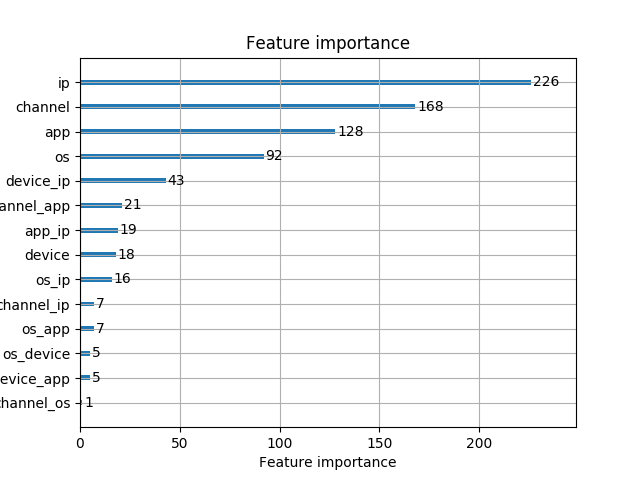 Feature importance
ip 226
channel 168
app 128
os 92
device_ip 43
annel_app 21
app_ip 19
device 18
os_ip 16
channel_ip 7
os_app 7
os_device 5
evice_app 5
channel_os 1
0 50 100 150 200
Feature importance